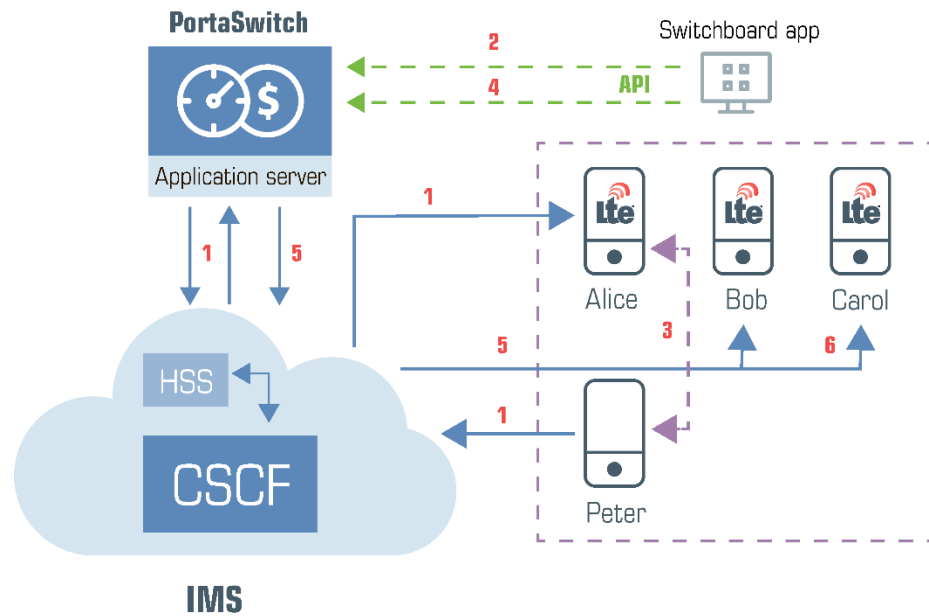 PortaSwitch
Switchboard app
2
API
4
Application server
1
5
1
Lte
Lte
Lte
Alice
Bob
Carol
3
5
6
HSS
1
CSCF
Peter
IMS